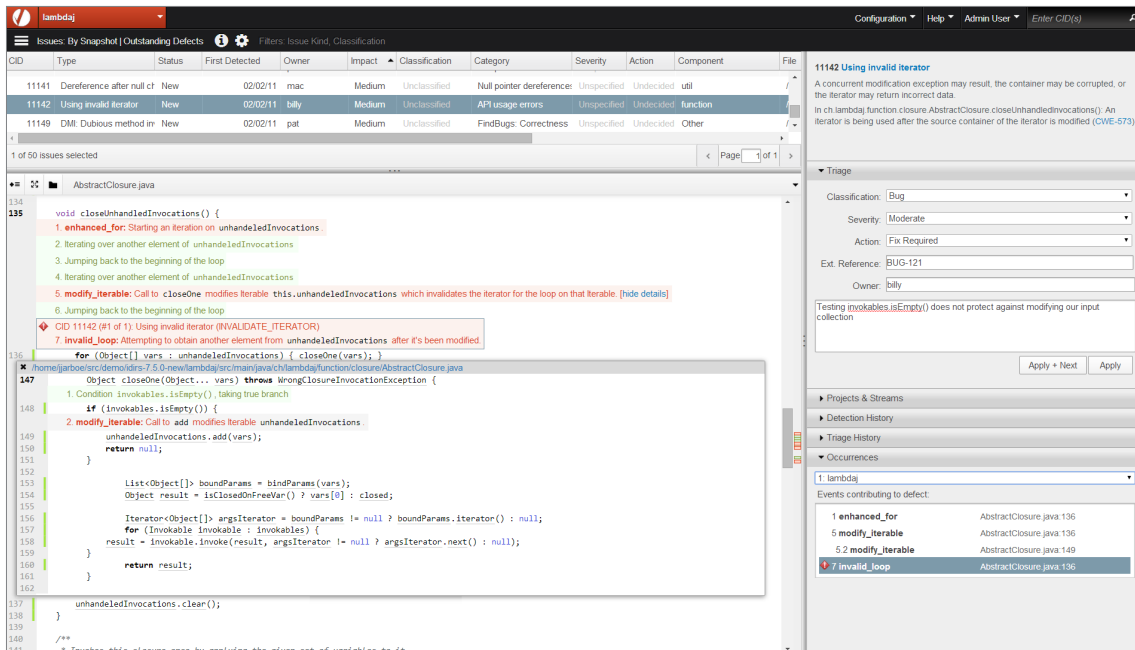 lambdaj
Configuration Help Admin User Enter CID(s)
Issues: By Snapshot | Outstanding Defects Filters: Issue Kind, Classification
CID Type Status First Detected Owner Impact Classification Category Severity Action Component File
11141 Dereference after null ch New 02/02/11 mac Medium Unclassified Null pointer dereferences Unspecified Undecided util
11142 Using invalid iterator New 02/02/11 billy Medium Unclassified API usage errors Unspecified Undecided function
11149 DMI: Dubious method in New 02/02/11 pat Medium Unclassified FindBugs: Correctness Unspecified Undecided Other
1 of 50 issues selected
Page 1 of 1
AbstractClosure.java
134
135 void closeUnhandledInvocations() {
1. enhanced_for: Starting an iteration on unhandeledInvocations.
2. Iterating over another element of unhandeledInvocations
3. Jumping back to the beginning of the loop
4. Iterating over another element of unhandeledInvocations
5. modify_iterable: Call to closeOne modifies Iterable this.unhandeledInvocations which invalidates the iterator for the loop on that Iterable. [hide details]
6. Jumping back to the beginning of the loop
CID 11142 (#1 of 1): Using invalid iterator (INVALIDATE_ITERATOR)
7. invalid_loop: Attempting to obtain another element from unhandeledInvocations after it's been modified.
136 for (Object[] vars : unhandeledInvocations) { closeOne(vars); }
/home/jjarboe/src/demo/idirs-7.5.0-new/lambdaj/src/main/java/ch/lambdaj/function/closure/AbstractClosure.java
147 Object closeOne(Object... vars) throws WrongClosureInvocationException {
1. Condition invokables.isEmpty(), taking true branch
148 if (invokables.isEmpty()) {
2. modify_iterable: Call to add modifies Iterable unhandeledInvocations.
149 unhandeledInvocations.add(vars);
150 return null;
151 }
152
153 List<Object[]> boundParams = bindParams(vars);
154 Object result = isClosedOnFreeVar() ? vars[0] : closed;
155
156 Iterator<Object[]> argsIterator = boundParams != null ? boundParams.iterator() : null;
157 for (Invokable invokable : invokables) {
158 result = invokable.invoke(result, argsIterator != null ? argsIterator.next() : null);
159 }
160 return result;
161 }
162
137 unhandeledInvocations.clear();
138 }
139
140 /**
11142 Using invalid iterator
A concurrent modification exception may result, the container may be corrupted, or
the iterator may return incorrect data.
In ch.lambdaj.function.closure.AbstractClosure.closeUnhandledInvocations(): An
iterator is being used after the source container of the iterator is modified (CWE-573)
Triage
Classification: Bug
Severity: Moderate
Action: Fix Required
Ext. Reference: BUG-121
Owner: billy
Testing invokables.isEmpty() does not protect against modifying our input
collection
Apply + Next Apply
Projects & Streams
Detection History
Triage History
Occurrences
1: lambdaj
Events contributing to defect:
1 enhanced_for AbstractClosure.java:136
5 modify_iterable AbstractClosure.java:136
5.2 modify_iterable AbstractClosure.java:149
7 invalid_loop AbstractClosure.java:136